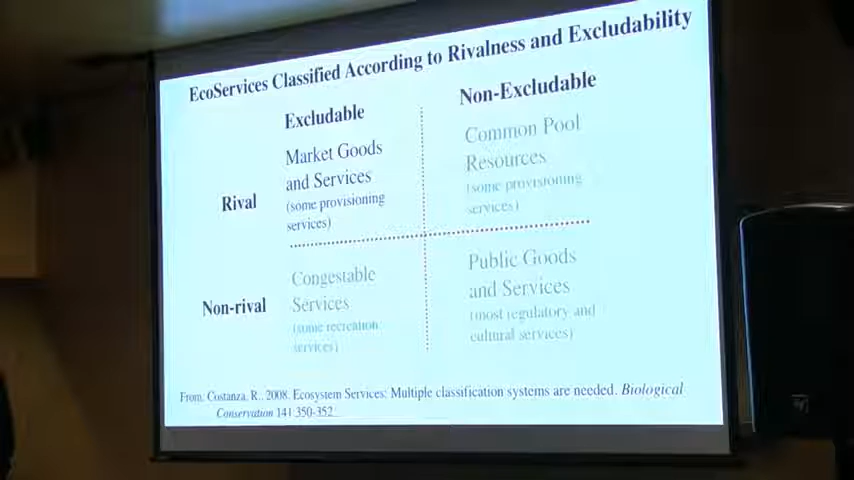 EcoServices Classified According to Rivalness and Excludability
Excludable
Non-Excludable
Rival
Market Goods
and Services
(some provisioning
services)
Common Pool
Resources
(some provisioning
services)
Non-rival
Congestable
Services
(some recreation
services)
Public Goods
and Services
(most regulatory and
cultural services)
From: Costanza, R., 2008. Ecosystem Services: Multiple classification systems are needed. Biological
Conservation 141:350-352